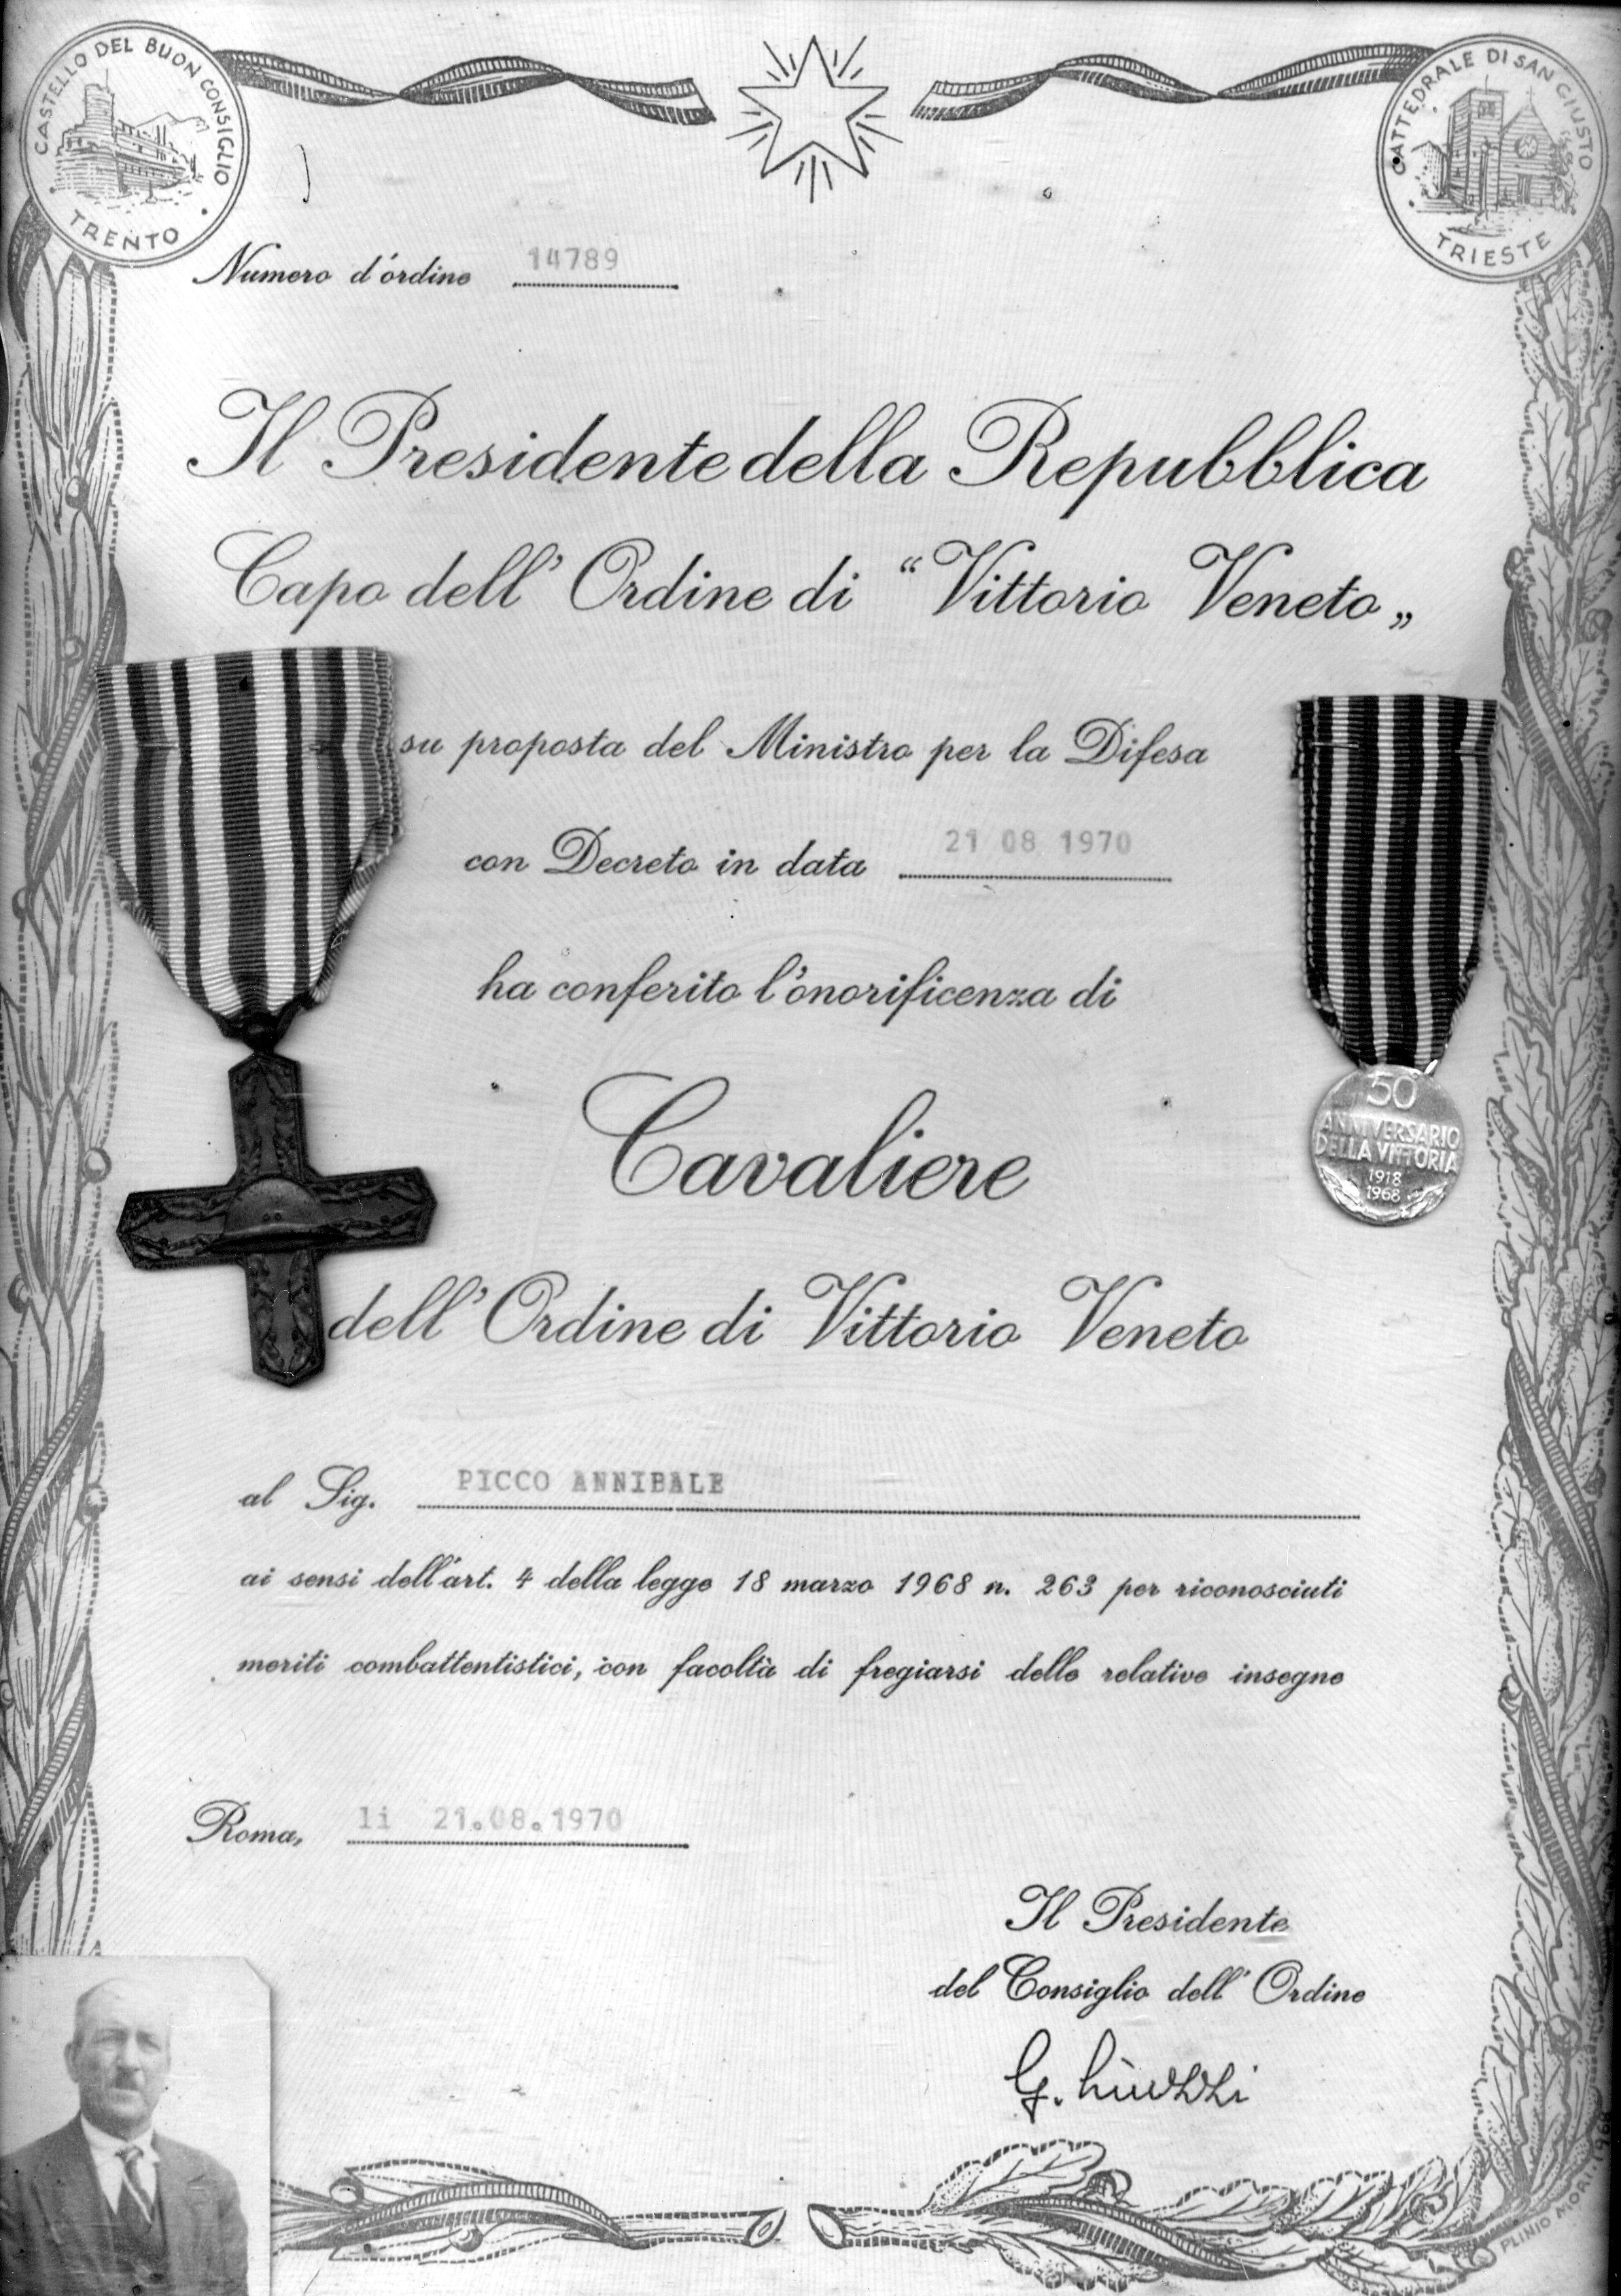 CASTELLO DEL BUON CONSIGLIO
TRENTO
CATTEDRALE DI SAN GIUSTO
TRIESTE
Numero d'ordine 14789
Il Presidente della Repubblica
Capo dell' Ordine di “Vittorio Veneto„
su proposta del Ministro per la Difesa
con Decreto in data 21 08 1970
ha conferito l'onorificenza di
Cavaliere
dell' Ordine di Vittorio Veneto
50
ANNIVERSARIO
DELLA VITTORIA
1918
1968
al Sig. PICCO ANNIBALE
ai sensi dell'art. 4 della legge 18 marzo 1968 n. 263 per riconosciuti
meriti combattentistici, con facoltà di fregiarsi delle relative insegne
Roma, li 21.08.1970
Il Presidente
del Consiglio dell' Ordine
G.
PLINIO MORI